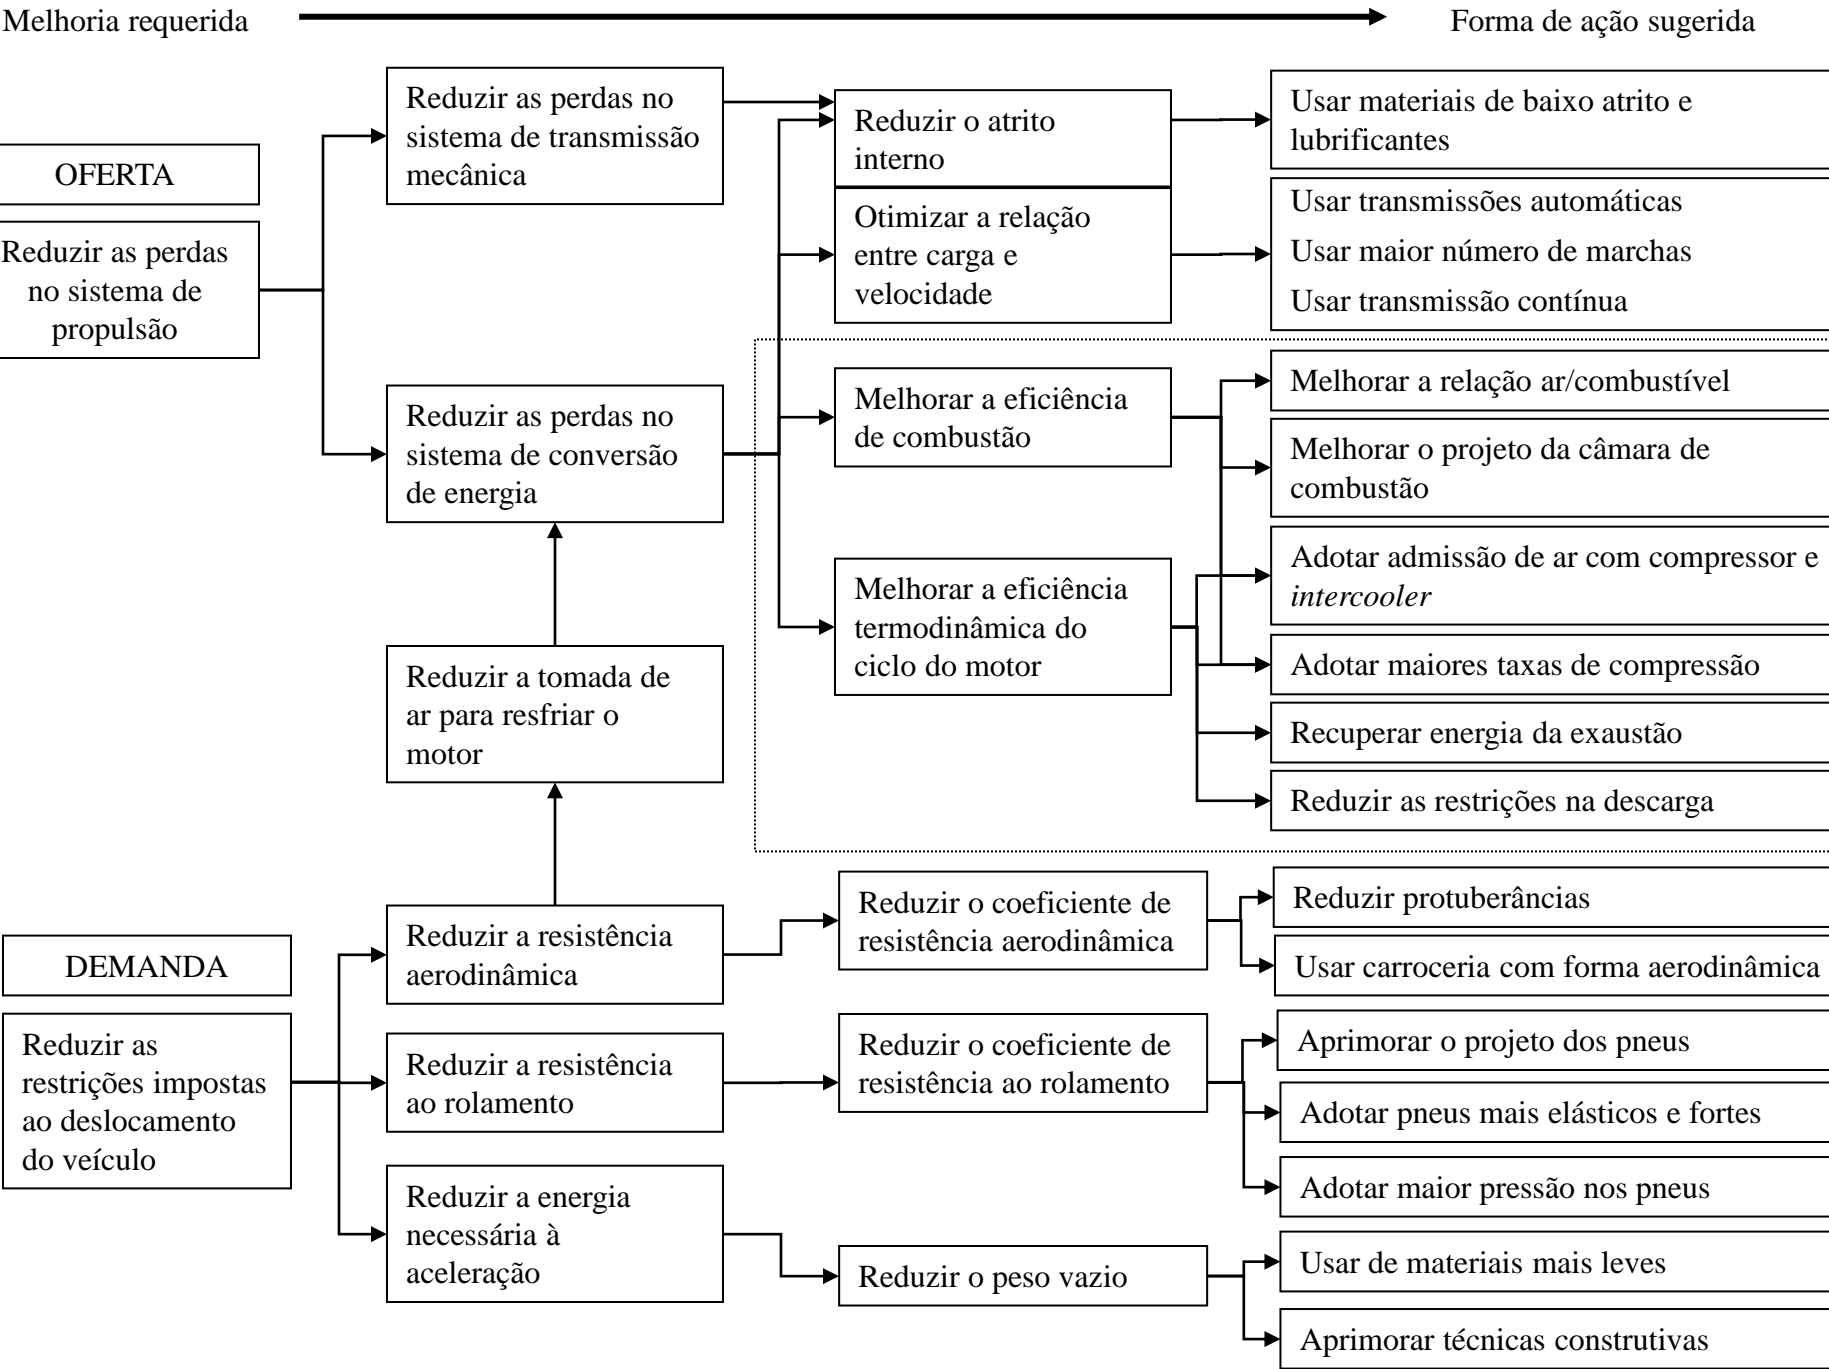 Melhoria requerida
Forma de ação sugerida
OFERTA
Reduzir as perdas
no sistema de
propulsão
Reduzir as perdas no
sistema de transmissão
mecânica
Reduzir as perdas no
sistema de conversão
de energia
Reduzir a tomada de
ar para resfriar o
motor
Reduzir o atrito
interno
Otimizar a relação
entre carga e
velocidade
Melhorar a eficiência
de combustão
Melhorar a eficiência
termodinâmica do
ciclo do motor
Usar materiais de baixo atrito e
lubrificantes
Usar transmissões automáticas
Usar maior número de marchas
Usar transmissão contínua
Melhorar a relação ar/combustível
Melhorar o projeto da câmara de
combustão
Adotar admissão de ar com compressor e
intercooler
Adotar maiores taxas de compressão
Recuperar energia da exaustão
Reduzir as restrições na descarga
DEMANDA
Reduzir as
restrições impostas
ao deslocamento
do veículo
Reduzir a resistência
aerodinâmica
Reduzir a resistência
ao rolamento
Reduzir a energia
necessária à
aceleração
Reduzir o coeficiente de
resistência aerodinâmica
Reduzir o coeficiente de
resistência ao rolamento
Reduzir o peso vazio
Reduzir protuberâncias
Usar carroceria com forma aerodinâmica
Aprimorar o projeto dos pneus
Adotar pneus mais elásticos e fortes
Adotar maior pressão nos pneus
Usar de materiais mais leves
Aprimorar técnicas construtivas